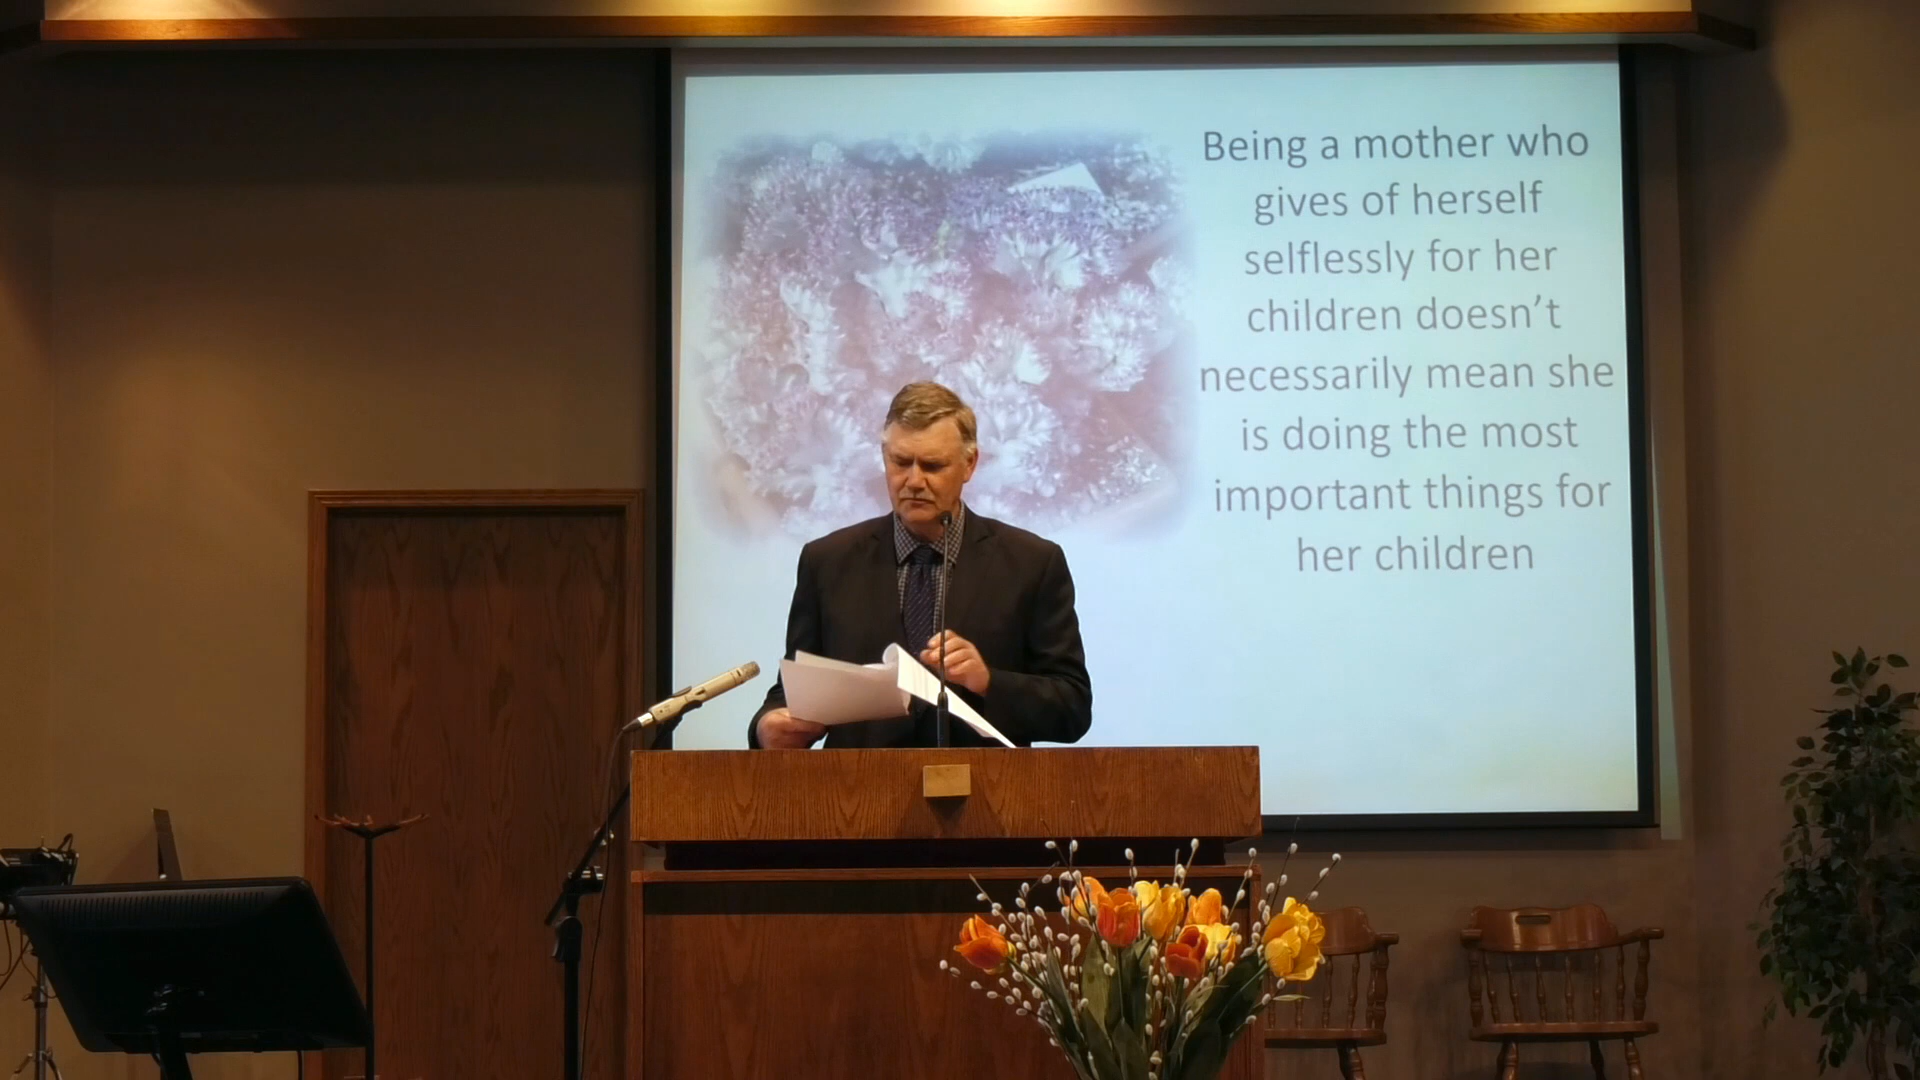 Being a mother who
gives of herself
selflessly for her
children doesn’t
necessarily mean she
is doing the most
important things for
her children